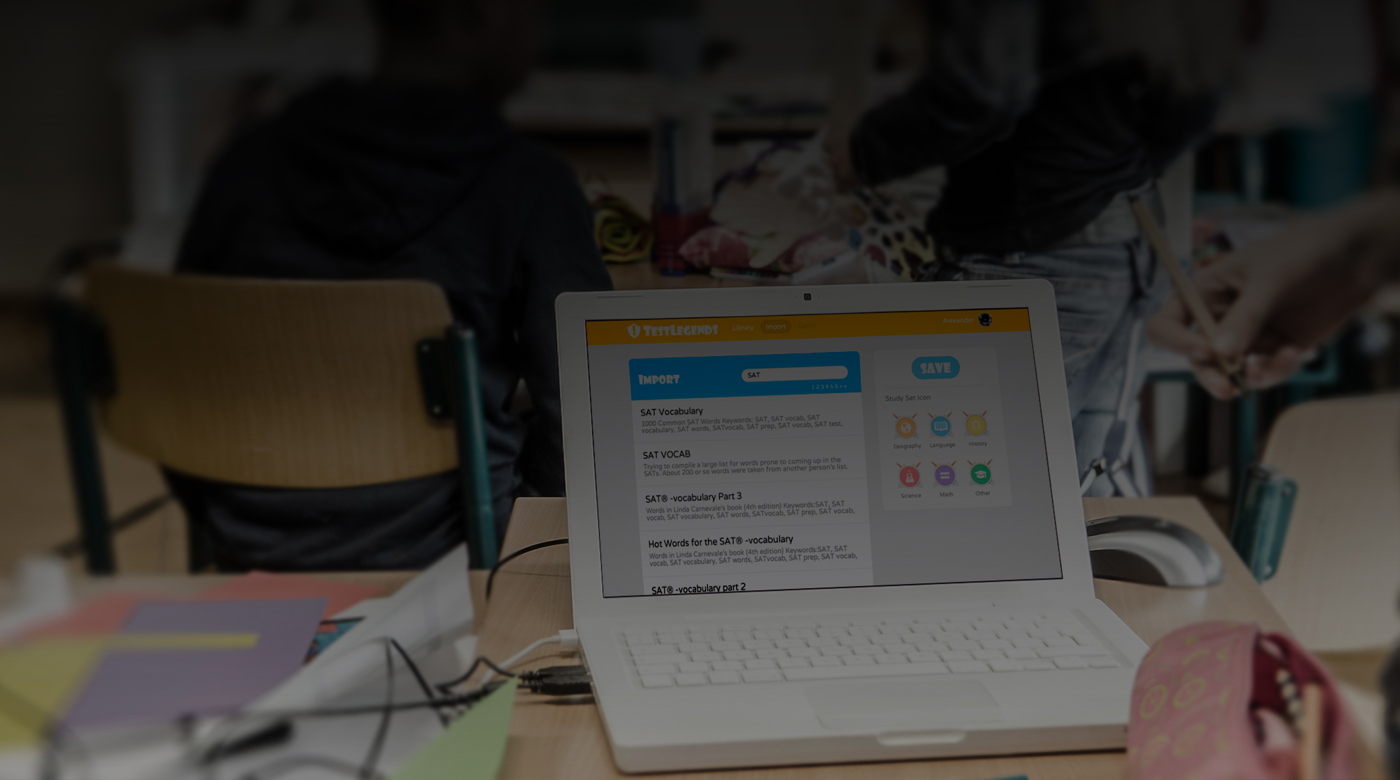 TESTLEGENDS Library Import
Alexander
IMPORT
SAT
SAVE
Study Set Icon
SAT Vocabulary
1000 Common SAT Words Keywords: SAT, SAT vocab, SAT
vocabulary, SAT words, SATvocab, SAT prep, SAT vocab, SAT test,
SAT VOCAB
Trying to compile a large list for words prone to coming up in the
SATs. About 200 or so words were taken from another person's list.
SAT® -vocabulary Part 3
Words in Linda Carnevale's book (4th edition) Keywords:SAT, SAT
vocab, SAT vocabulary, SAT words, SATvocab, SAT prep, SAT vocab,
Hot Words for the SAT® -vocabulary
Words in Linda Carnevale's book (4th edition) Keywords:SAT, SAT
vocab, SAT vocabulary, SAT words, SATvocab, SAT prep, SAT vocab,
SAT® -vocabulary part 2
Geography Language History
Science Math Other